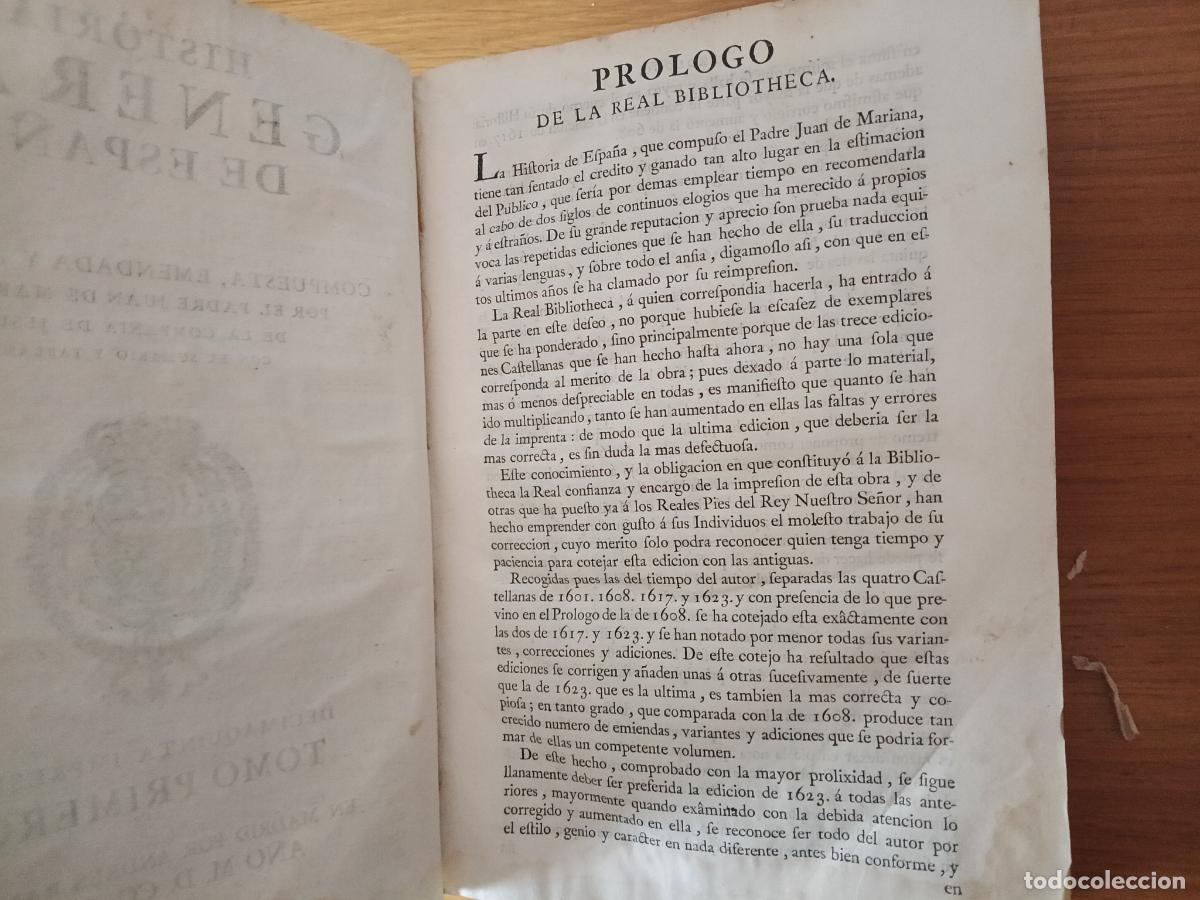 PROLOGO
DE LA REAL BIBLIOTHECA.
La Hiſtoria de Eſpaña, que compuſo el Padre Juan de Mariana,
tiene tan ſentado el credito y ganado tan alto lugar en la eſtimacion
del Público, que ſería por demas emplear tiempo en recomendarla
al cabo de dos ſiglos de continuos elogios que ha merecido á propios
y á eſtraños. De ſu grande reputacion y aprecio ſon prueba nada equi-
voca las repetidas ediciones que ſe han hecho de ella, ſu traduccion
á varias lenguas, y ſobre todo el anſia, digamoſlo aſi, con que en eſ-
tos ultimos años ſe ha clamado por ſu reimpreſion.
La Real Bibliotheca, á quien correſpondia hacerla, ha entrado á
la parte en eſte deſeo, no porque hubieſe la eſcaſez de exemplares
que ſe ha ponderado, ſino principalmente porque de las trece edicio-
nes Caſtellanas que ſe han hecho haſta ahora, no hay una ſola que
correſponda al merito de la obra; pues dexado á parte lo material,
mas ó menos deſpreciable en todas, es manifieſto que quanto ſe han
ido multiplicando, tanto ſe han aumentado en ellas las faltas y errores
de la imprenta: de modo que la ultima edicion, que deberia ſer la
mas correcta, es ſin duda la mas defectuoſa.
Eſte conocimiento, y la obligacion en que conſtituyó á la Biblio-
theca la Real confianza y encargo de la impreſion de eſta obra, y de
otras que ha pueſto ya á los Reales Pies del Rey Nueſtro Señor, han
hecho emprender con guſto á ſus Individuos el moleſto trabajo de ſu
correccion, cuyo merito ſolo podra reconocer quien tenga tiempo y
paciencia para cotejar eſta edicion con las antiguas.
Recogidas pues las del tiempo del autor, ſeparadas las quatro Caſ-
tellanas de 1601. 1608. 1617. y 1623. y con preſencia de lo que pre-
vino en el Prologo de la de 1608. ſe ha cotejado eſta exâctamente con
las dos de 1617. y 1623. y ſe han notado por menor todas ſus varian-
tes, correcciones y adiciones. De eſte cotejo ha reſultado que eſtas
ediciones ſe corrigen y añaden unas á otras ſuceſivamente, de ſuerte
que la de 1623. que es la ultima, es tambien la mas correcta y co-
pioſa; en tanto grado, que comparada con la de 1608. produce tan
crecido numero de emiendas, variantes y adiciones que ſe podria for-
mar de ellas un competente volumen.
De eſte hecho, comprobado con la mayor prolixidad, ſe ſigue
llanamente deber ſer preferida la edicion de 1623. á todas las ante-
riores, mayormente quando exâminado con la debida atencion lo
corregido y aumentado en ella, ſe reconoce ſer todo del autor por
el eſtilo, genio y caracter en nada diferente, antes bien conforme, y
en
todocoleccion